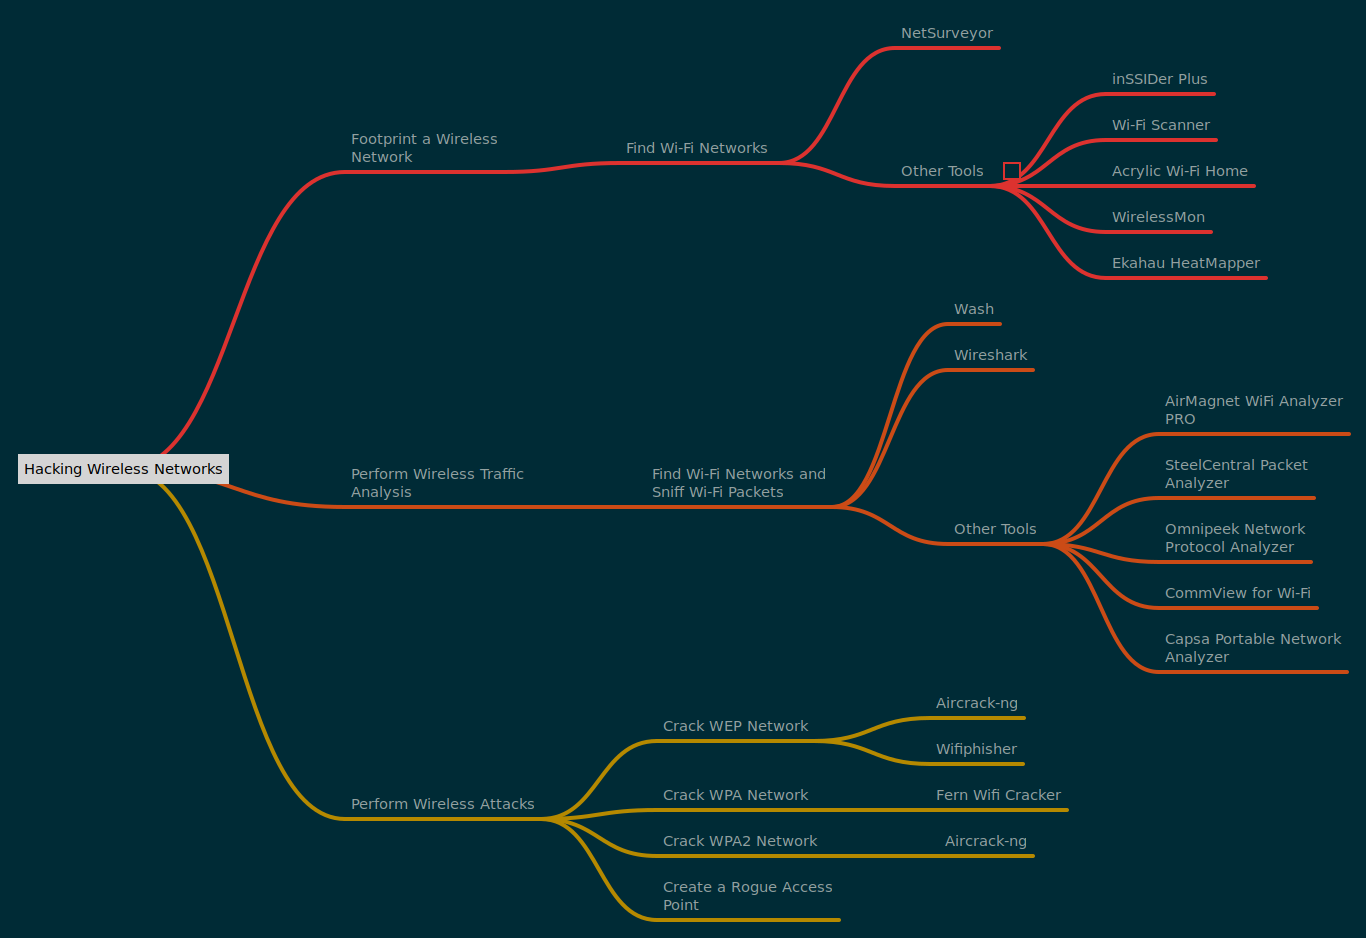 Hacking Wireless Networks
Footprint a Wireless
Network
Find Wi-Fi Networks
NetSurveyor
Other Tools
inSSIDer Plus
Wi-Fi Scanner
Acrylic Wi-Fi Home
WirelessMon
Ekahau HeatMapper
Perform Wireless Traffic
Analysis
Find Wi-Fi Networks and
Sniff Wi-Fi Packets
Wash
Wireshark
Other Tools
AirMagnet WiFi Analyzer
PRO
SteelCentral Packet
Analyzer
Omnipeek Network
Protocol Analyzer
CommView for Wi-Fi
Capsa Portable Network
Analyzer
Perform Wireless Attacks
Crack WEP Network
Aircrack-ng
Wifiphisher
Crack WPA Network
Fern Wifi Cracker
Crack WPA2 Network
Aircrack-ng
Create a Rogue Access
Point